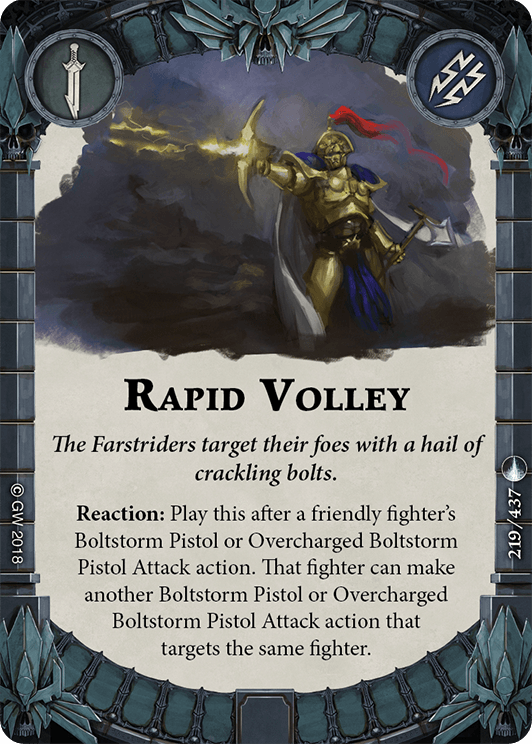 RAPID VOLLEY
The Farstriders target their foes with a hail of
crackling bolts.
Reaction: Play this after a friendly fighter's
Boltstorm Pistol or Overcharged Boltstorm
Pistol Attack action. That fighter can make
another Boltstorm Pistol or Overcharged
Boltstorm Pistol Attack action that
targets the same fighter.
© GW 2018
219/437